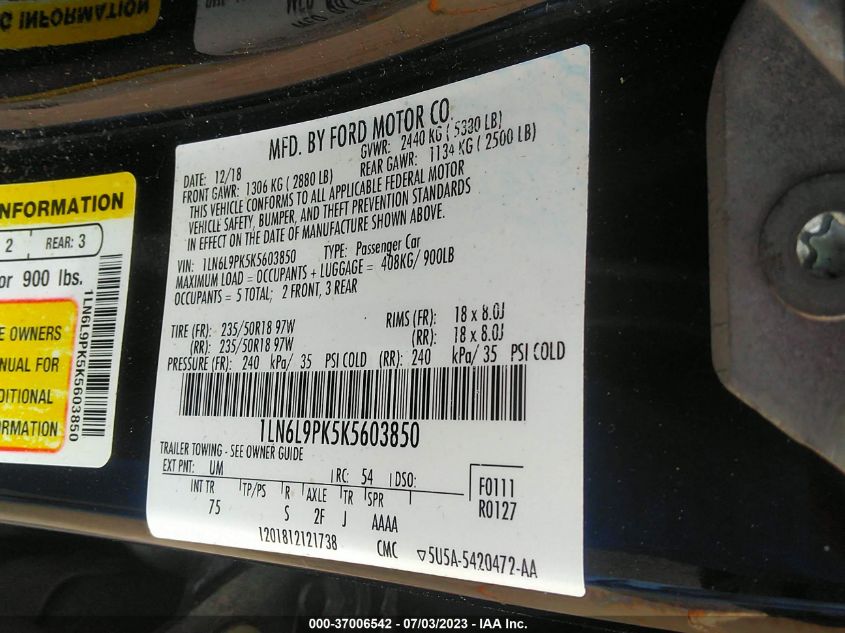 G INFORMATION
NFORMATION
2 REAR: 3
or 900 lbs.
E OWNERS
NUAL FOR
DITIONAL
RMATION
1LN6L9PK5K5603850
MFD. BY FORD MOTOR CO.
DATE: 12/18 GVWR: 2440 KG ( 5380 LB)
FRONT GAWR: 1306 KG ( 2880 LB) REAR GAWR: 1134 KG ( 2500 LB)
THIS VEHICLE CONFORMS TO ALL APPLICABLE FEDERAL MOTOR
VEHICLE SAFETY, BUMPER, AND THEFT PREVENTION STANDARDS
IN EFFECT ON THE DATE OF MANUFACTURE SHOWN ABOVE.
VIN: 1LN6L9PK5K5603850 TYPE: Passenger Car
MAXIMUM LOAD = OCCUPANTS + LUGGAGE = 408KG/ 900LB
OCCUPANTS = 5 TOTAL; 2 FRONT, 3 REAR
TIRE (FR): 235/50R18 97W RIMS (FR): 18 x 8.0J
(RR): 235/50R18 97W (RR): 18 x 8.0J
PRESSURE (FR): 240 kPa/ 35 PSI COLD (RR): 240 kPa/ 35 PSI COLD
1LN6L9PK5K5603850
TRAILER TOWING - SEE OWNER GUIDE
EXT PNT: UM RC: 54 DSO:
INT TR TP/PS R AXLE TR SPR F0111
75 S 2F J AAAA R0127
1201812121738 CMC ▽5U5A-5420472-AA
000-37006542 / 07/03/2023 - IAA Inc.